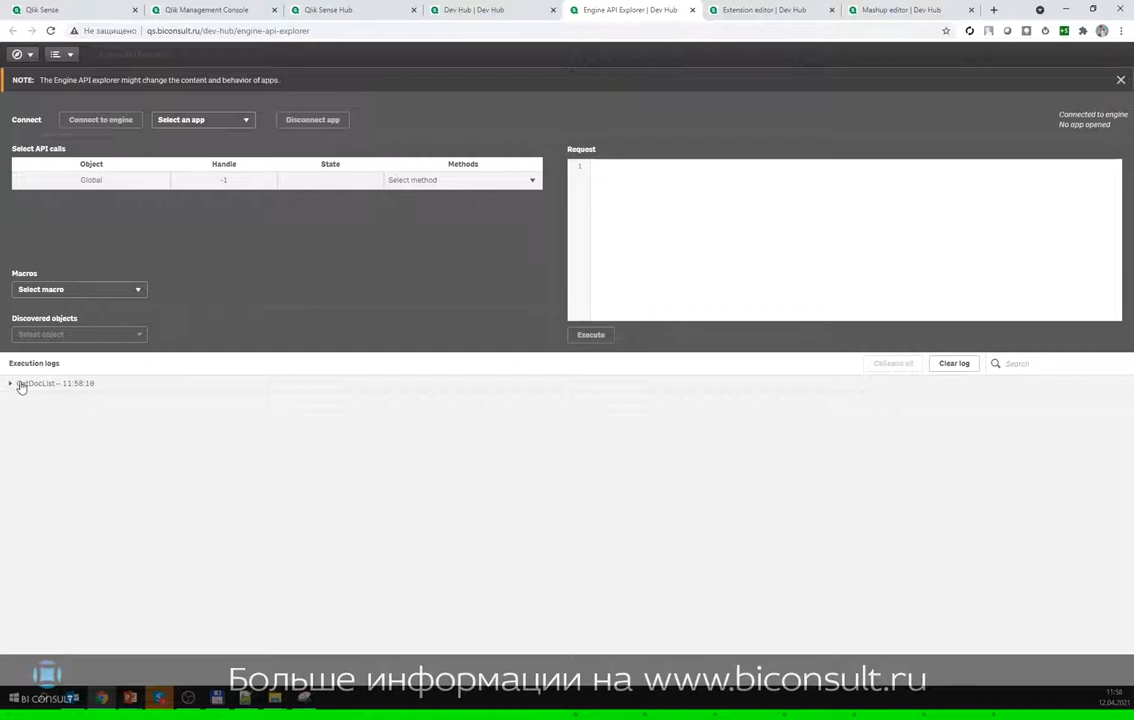 Qlik Sense
Qlik Management Console
Qlik Sense Hub
Dev Hub | Dev Hub
Engine API Explorer | Dev Hub
Extension editor | Dev Hub
Mashup editor | Dev Hub
Не защищено
qs.biconsult.ru/dev-hub/engine-api-explorer
NOTE: The Engine API explorer might change the content and behavior of apps.
Connect
Connect to engine
Select an app
Disconnect app
Connected to engine
No app opened
Select API calls
Request
Object Handle State Methods
Global -1 Select method
1
Macros
Select macro
Discovered objects
Select object
Execute
Execution logs
Collapse all
Clear log
Search
GetDocList – 11:58:10
Больше информации на www.biconsult.ru
BI CONSULT
11:58
12.04.2021